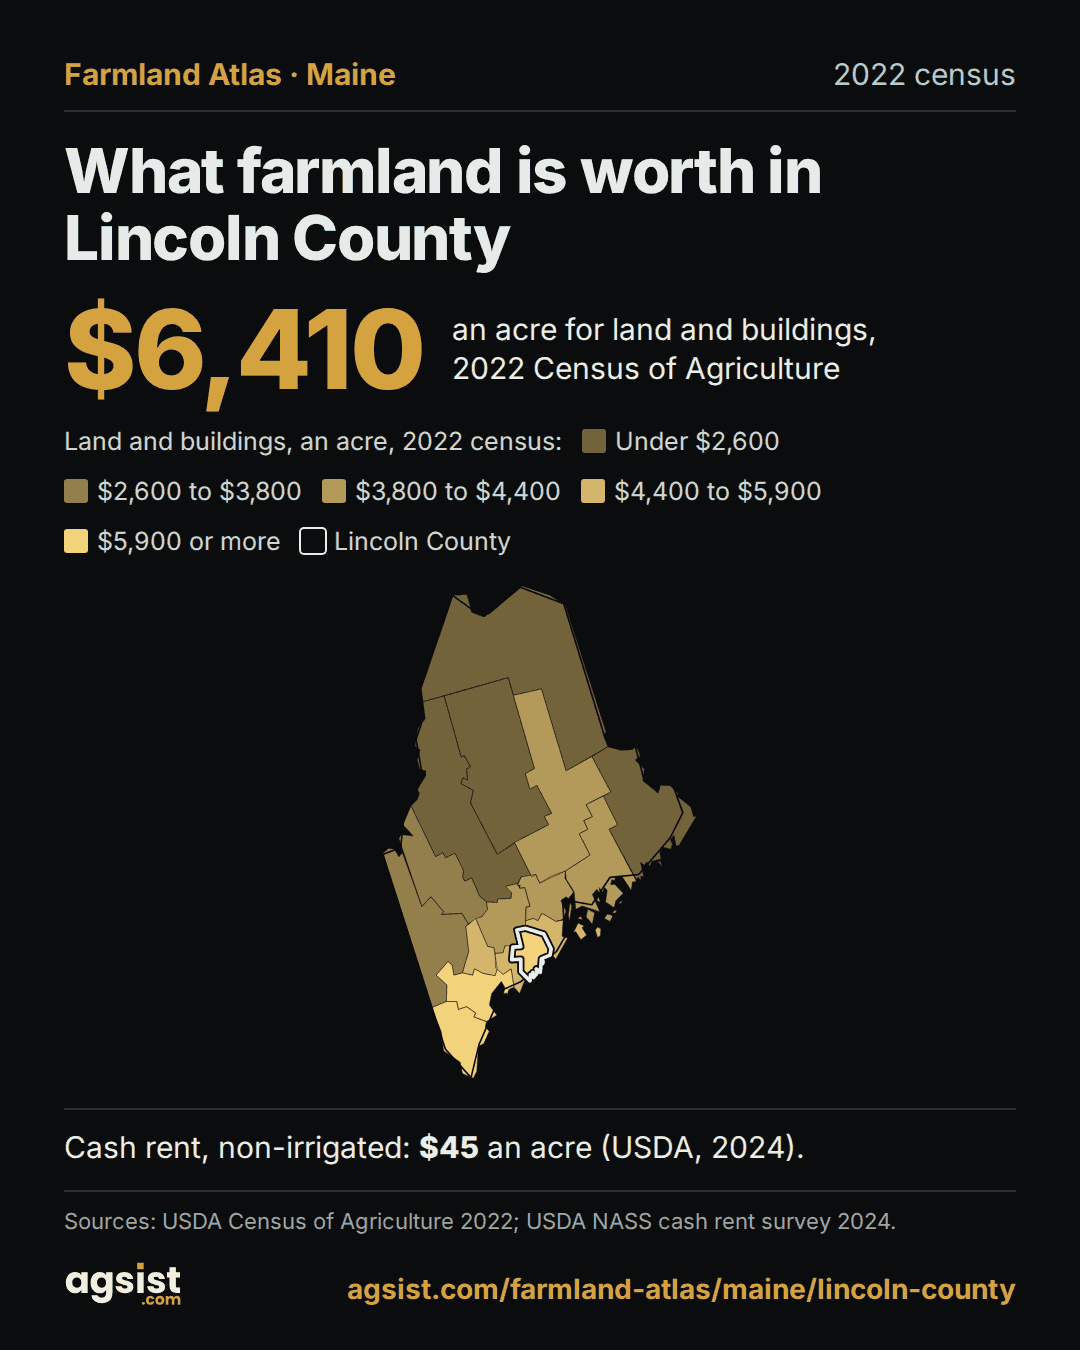 Farmland Atlas · Maine
2022 census
What farmland is worth in
Lincoln County
$6,410
an acre for land and buildings,
2022 Census of Agriculture
Land and buildings, an acre, 2022 census: Under $2,600
$2,600 to $3,800 $3,800 to $4,400 $4,400 to $5,900
$5,900 or more Lincoln County
Cash rent, non-irrigated: $45 an acre (USDA, 2024).
Sources: USDA Census of Agriculture 2022; USDA NASS cash rent survey 2024.
agsist
.com
agsist.com/farmland-atlas/maine/lincoln-county